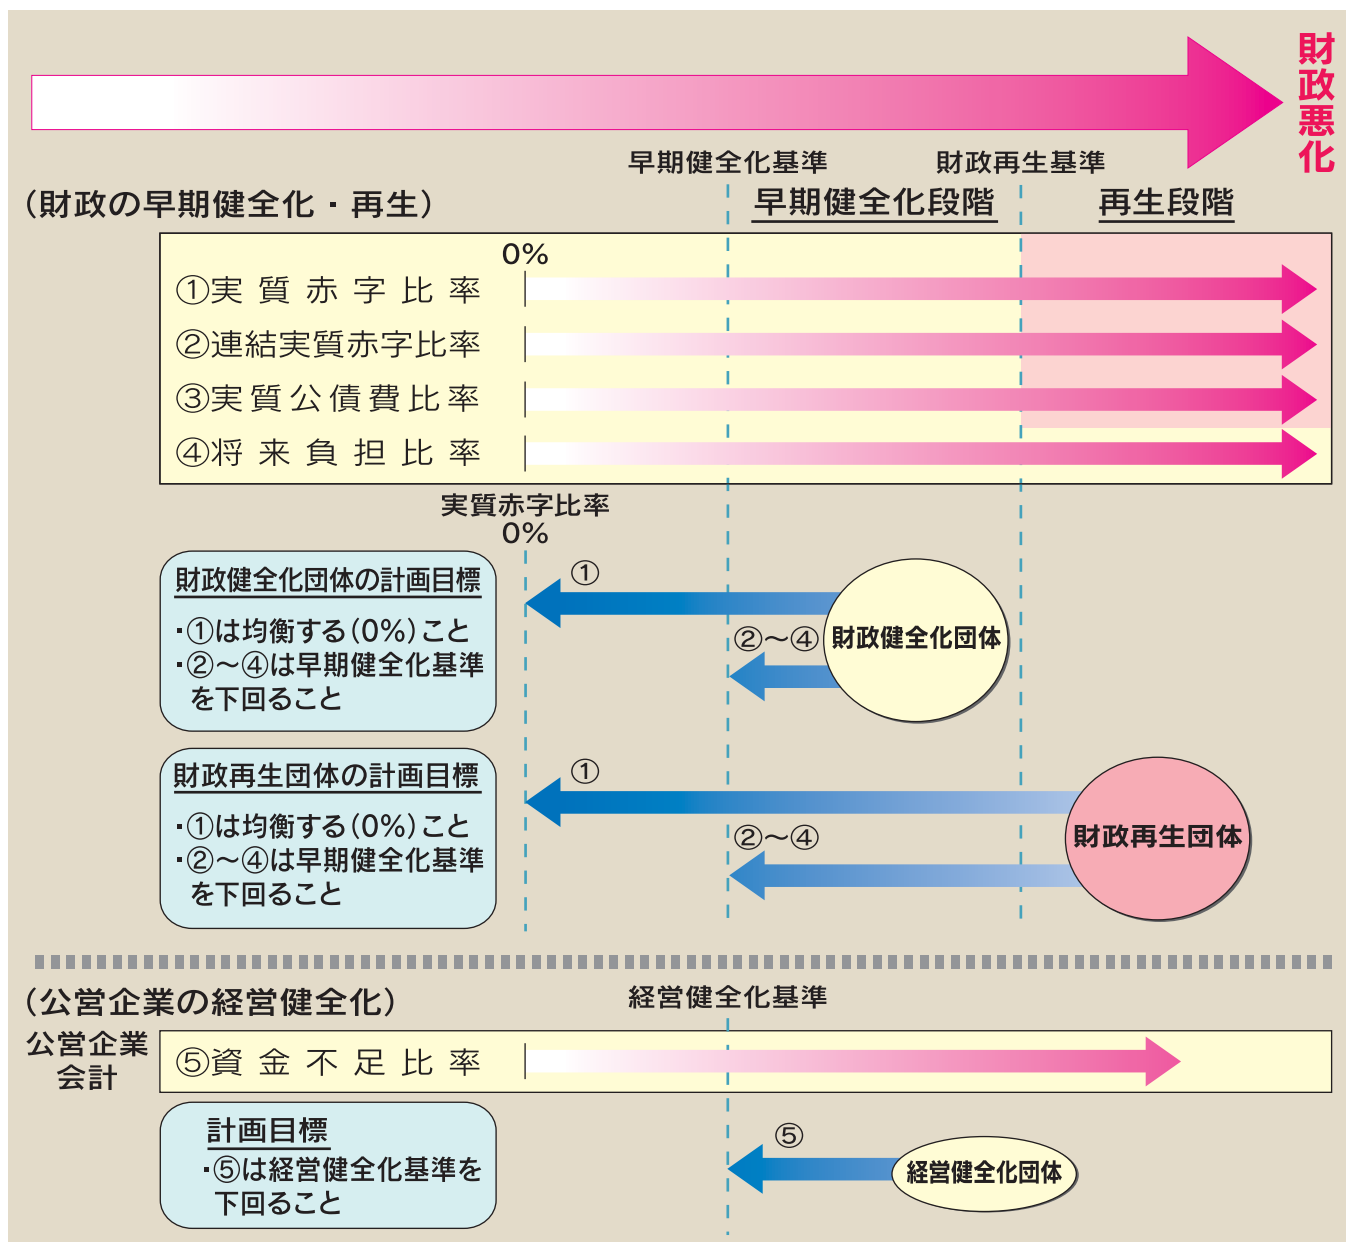 財政悪化
早期健全化基準
財政再生基準
（財政の早期健全化・再生）
早期健全化段階
再生段階
0%
①実質赤字比率
②連結実質赤字比率
③実質公債費比率
④将来負担比率
実質赤字比率
0%
財政健全化団体の計画目標
・①は均衡する（0%）こと
・②～④は早期健全化基準
を下回ること
①
②～④
財政健全化団体
財政再生団体の計画目標
・①は均衡する（0%）こと
・②～④は早期健全化基準
を下回ること
①
②～④
財政再生団体
（公営企業の経営健全化）
経営健全化基準
公営企業
会計
⑤資金不足比率
計画目標
・⑤は経営健全化基準を
下回ること
⑤
経営健全化団体